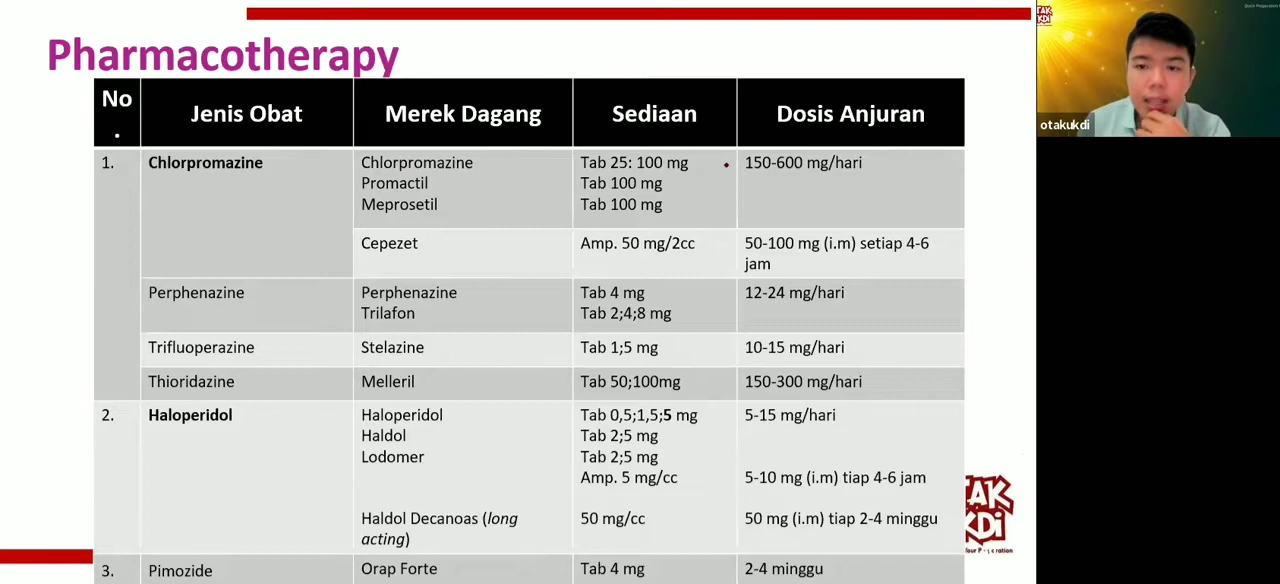 Pharmacotherapy
No
.
Jenis Obat
Merek Dagang
Sediaan
Dosis Anjuran
1.
Chlorpromazine
Chlorpromazine
Promactil
Meprosetil
Tab 25: 100 mg
Tab 100 mg
Tab 100 mg
150-600 mg/hari
Cepezet
Amp. 50 mg/2cc
50-100 mg (i.m) setiap 4-6
jam
Perphenazine
Perphenazine
Trilafon
Tab 4 mg
Tab 2;4;8 mg
12-24 mg/hari
Trifluoperazine
Stelazine
Tab 1;5 mg
10-15 mg/hari
Thioridazine
Melleril
Tab 50;100mg
150-300 mg/hari
2.
Haloperidol
Haloperidol
Haldol
Lodomer
Tab 0,5;1,5;5 mg
Tab 2;5 mg
Tab 2;5 mg
Amp. 5 mg/cc
5-15 mg/hari
5-10 mg (i.m) tiap 4-6 jam
Haldol Decanoas (long
acting)
50 mg/cc
50 mg (i.m) tiap 2-4 minggu
3.
Pimozide
Orap Forte
Tab 4 mg
2-4 minggu
otakukdi
TAK
KDi